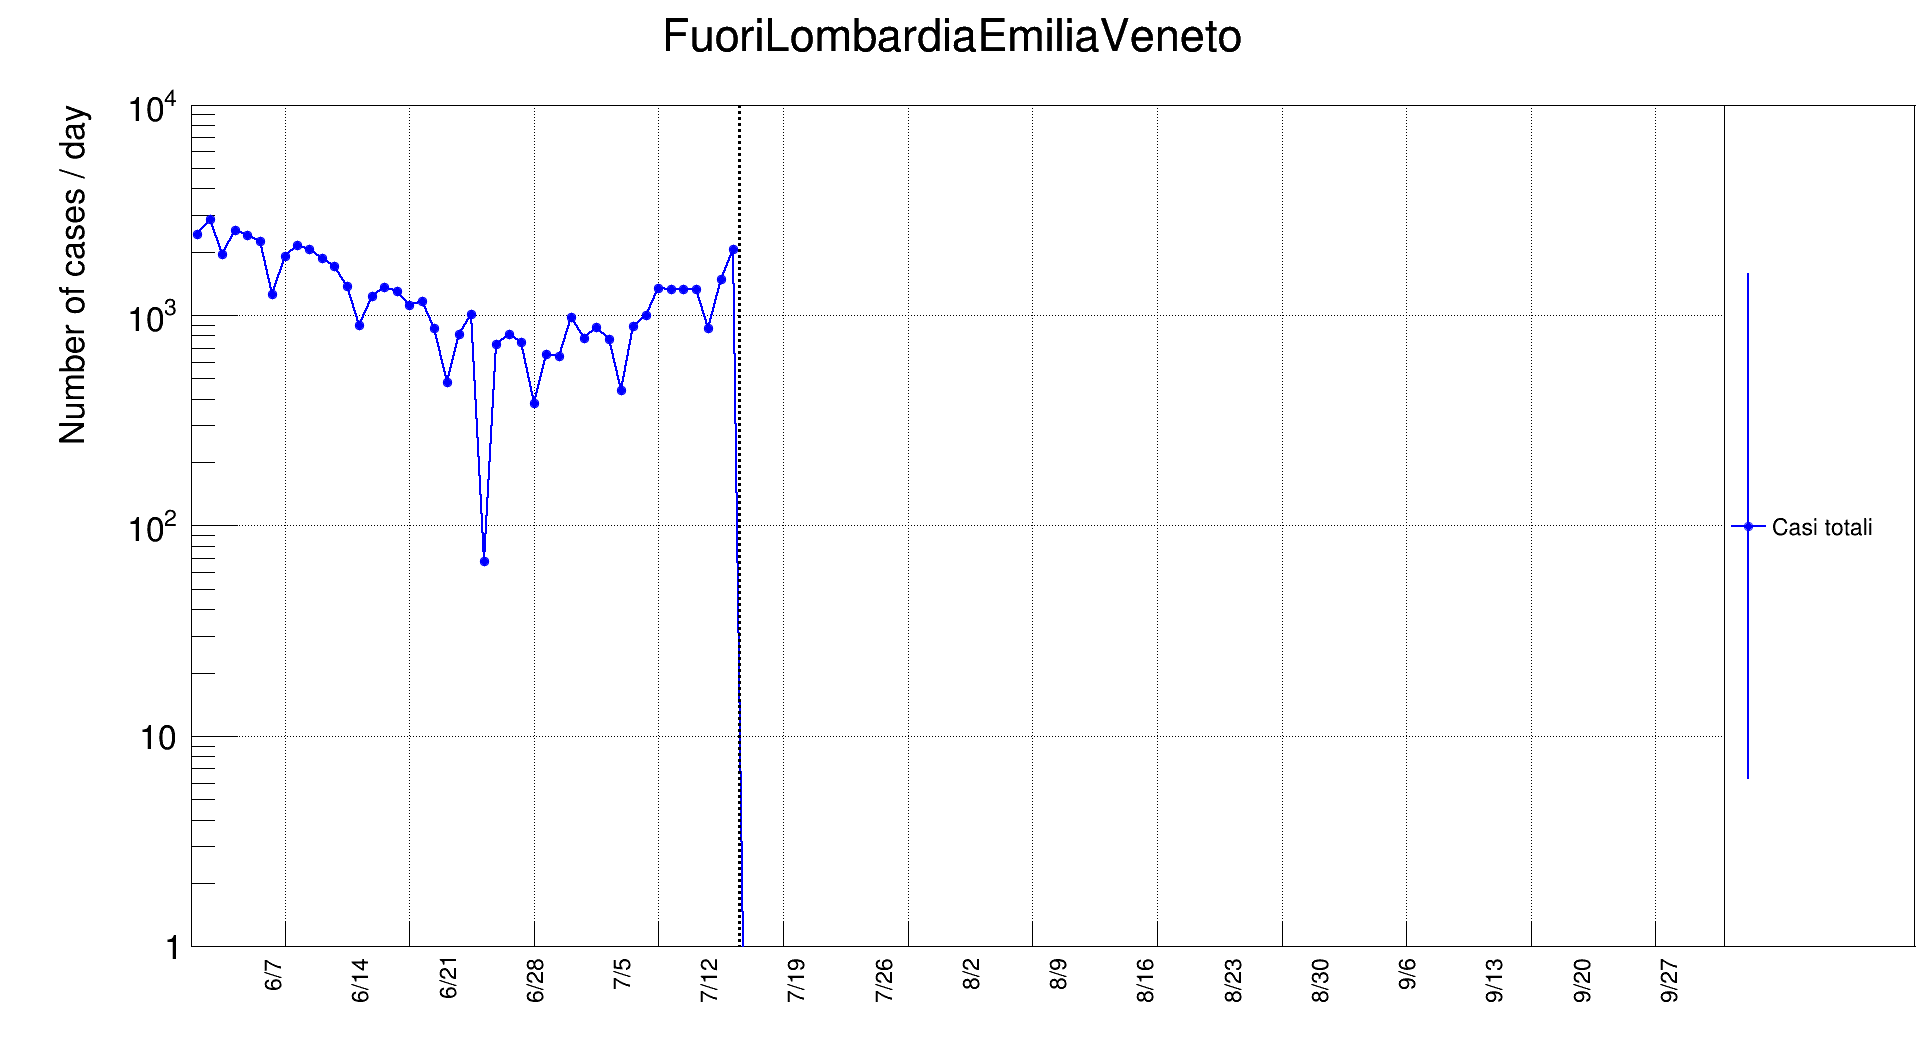 FuoriLombardiaEmiliaVeneto
Number of cases / day
10^4
10^3
10^2
10
1
6/7 6/14 6/21 6/28 7/5 7/12 7/19 7/26 8/2 8/9 8/16 8/23 8/30 9/6 9/13 9/20 9/27
Casi totali